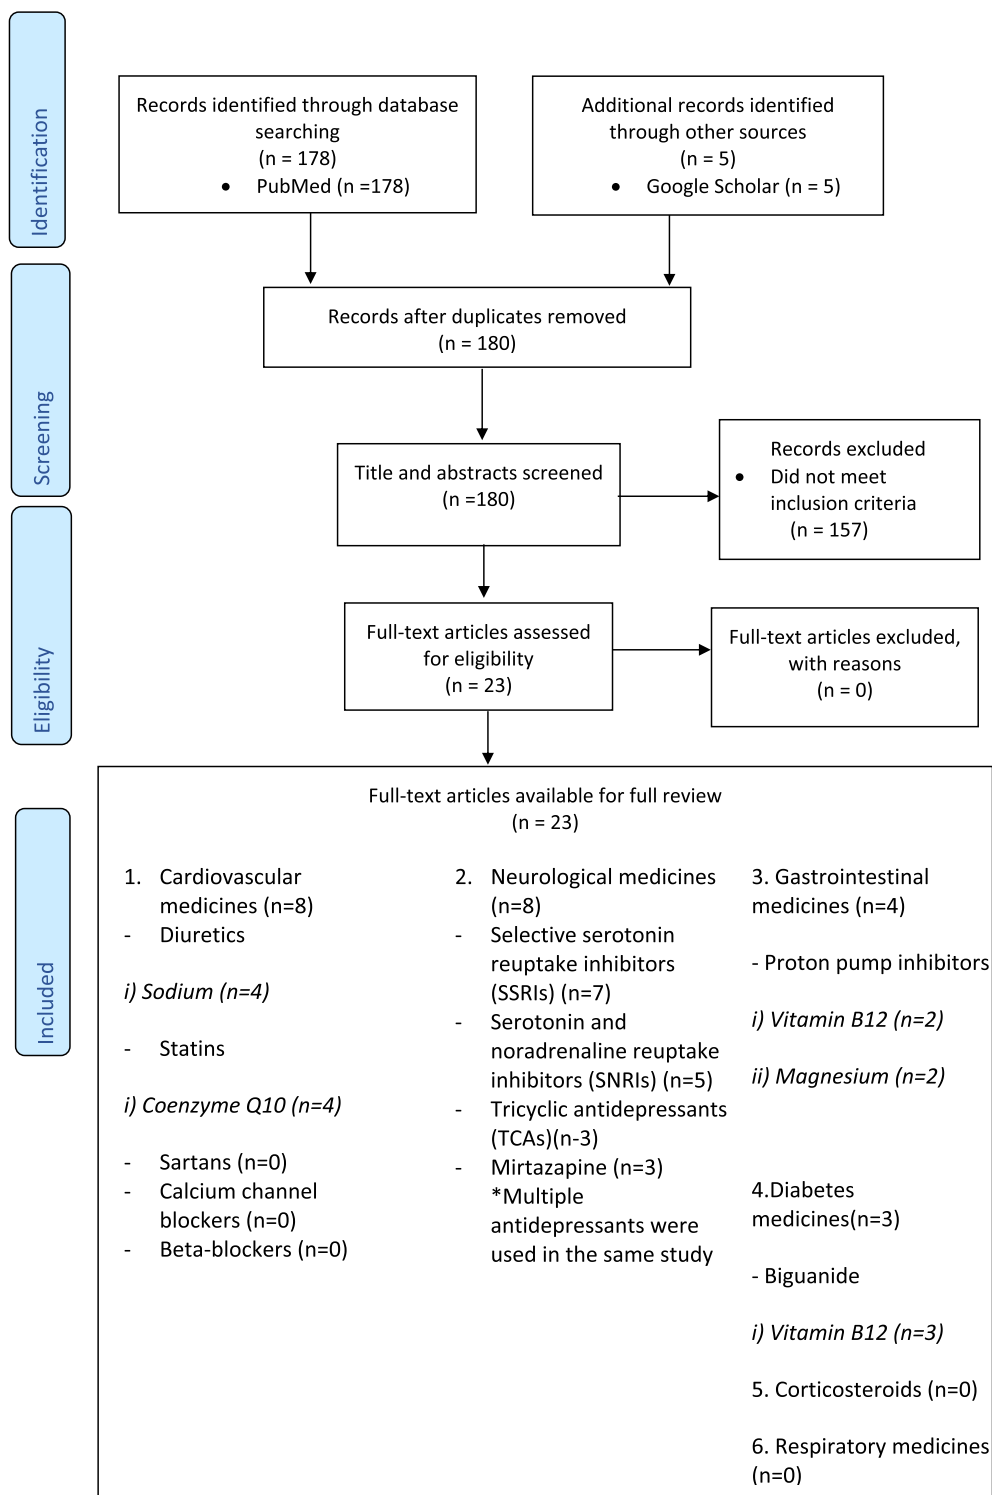 Identification
Records identified through database
searching
(n = 178)
● PubMed (n =178)
Additional records identified
through other sources
(n = 5)
● Google Scholar (n = 5)
Records after duplicates removed
(n = 180)
Screening
Title and abstracts screened
(n =180)
Records excluded
● Did not meet
inclusion criteria
(n = 157)
Eligibility
Full-text articles assessed
for eligibility
(n = 23)
Full-text articles excluded,
with reasons
(n = 0)
Included
Full-text articles available for full review
(n = 23)
1. Cardiovascular
medicines (n=8)
- Diuretics
i) Sodium (n=4)
- Statins
i) Coenzyme Q10 (n=4)
- Sartans (n=0)
- Calcium channel
blockers (n=0)
- Beta-blockers (n=0)
2. Neurological medicines
(n=8)
- Selective serotonin
reuptake inhibitors
(SSRIs) (n=7)
- Serotonin and
noradrenaline reuptake
inhibitors (SNRIs) (n=5)
- Tricyclic antidepressants
(TCAs)(n-3)
- Mirtazapine (n=3)
*Multiple
antidepressants were
used in the same study
3. Gastrointestinal
medicines (n=4)
- Proton pump inhibitors
i) Vitamin B12 (n=2)
ii) Magnesium (n=2)
4.Diabetes
medicines(n=3)
- Biguanide
i) Vitamin B12 (n=3)
5. Corticosteroids (n=0)
6. Respiratory medicines
(n=0)